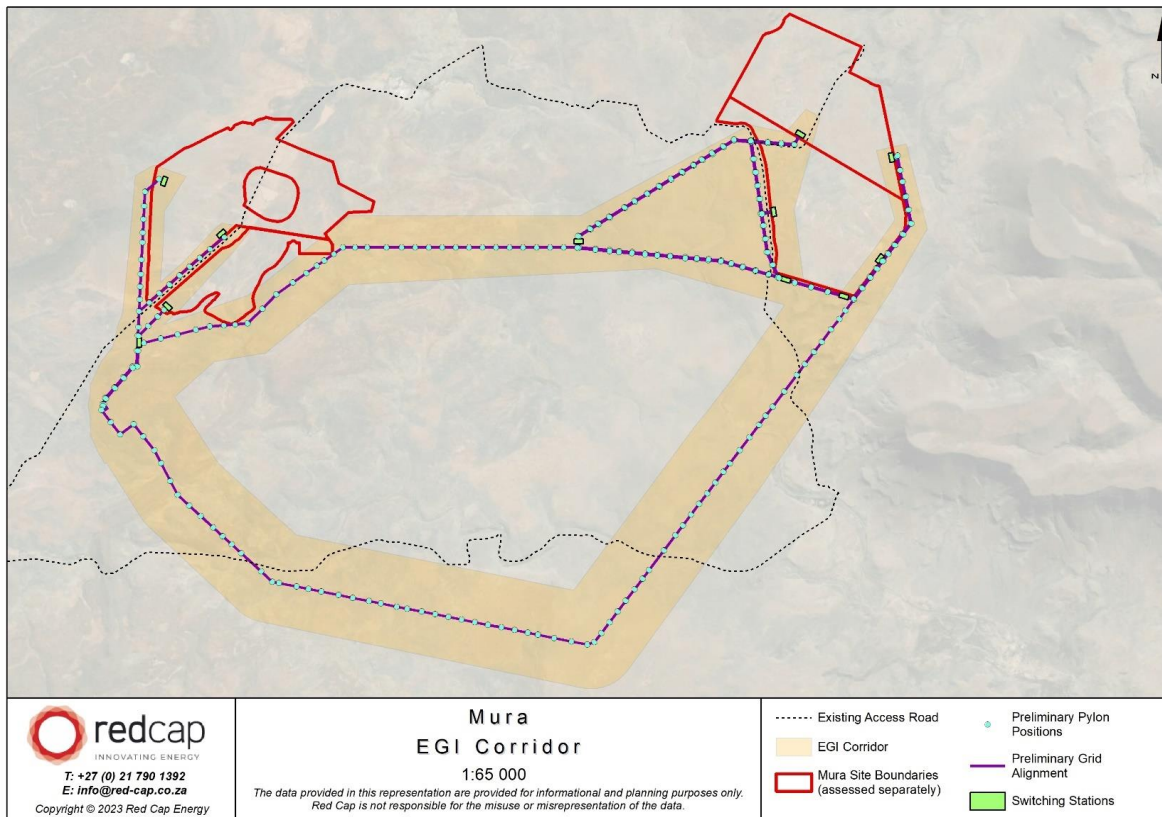 N
redcap
INNOVATING ENERGY
T: +27 (0) 21 790 1392
E: info@red-cap.co.za
Copyright © 2023 Red Cap Energy
Mura
EGI Corridor
1:65 000
The data provided in this representation are provided for informational and planning purposes only.
Red Cap is not responsible for the misuse or misrepresentation of the data.
Existing Access Road
EGI Corridor
Mura Site Boundaries
(assessed separately)
Preliminary Pylon
Positions
Preliminary Grid
Alignment
Switching Stations